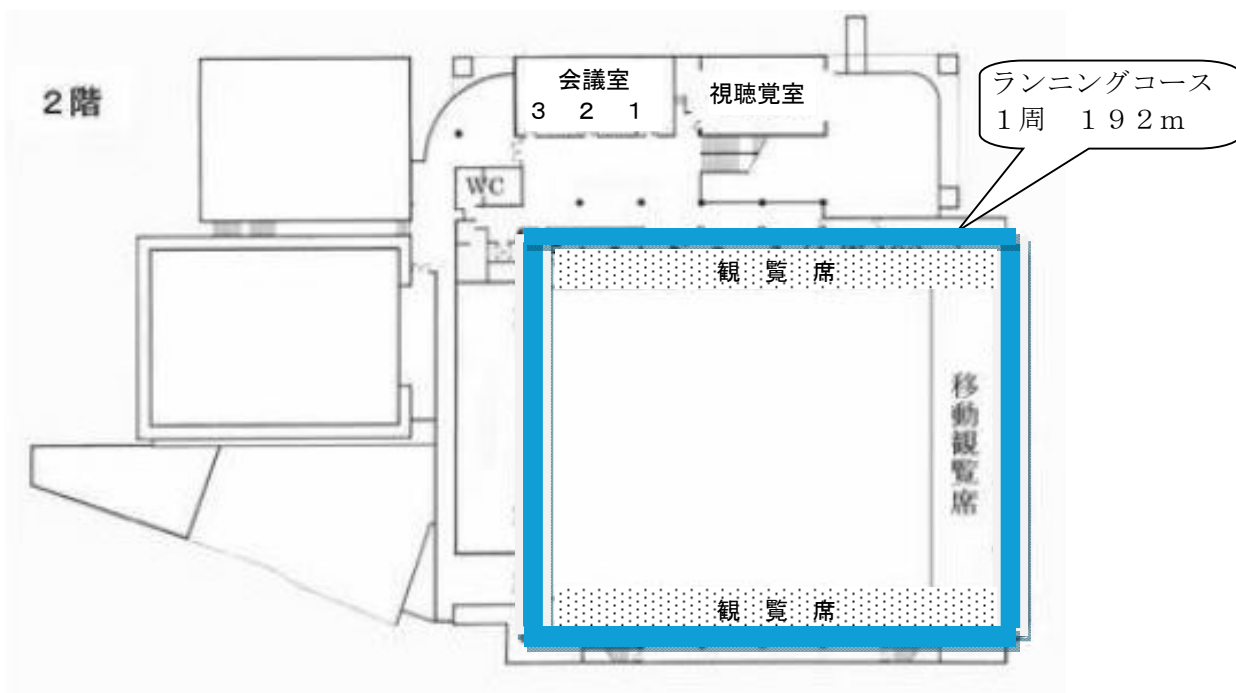 2階
会議室
3 2 1
視聴覚室
ランニングコース
1周 192m
WC
観 覧 席
移動観覧席
観 覧 席